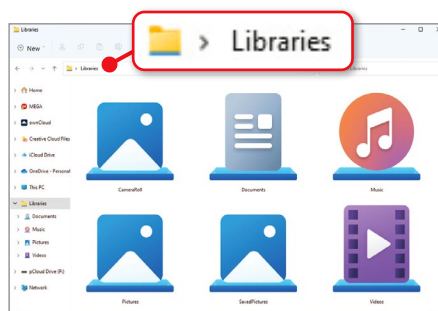 Libraries
> Libraries
New
> Libraries
Libraries
Home
MEGA
ownCloud
Creative Cloud Files
iCloud Drive
OneDrive - Personal
This PC
Libraries
Documents
Music
Pictures
Videos
pCloud Drive (P:)
Network
CameraRoll
Documents
Music
Pictures
SavedPictures
Videos